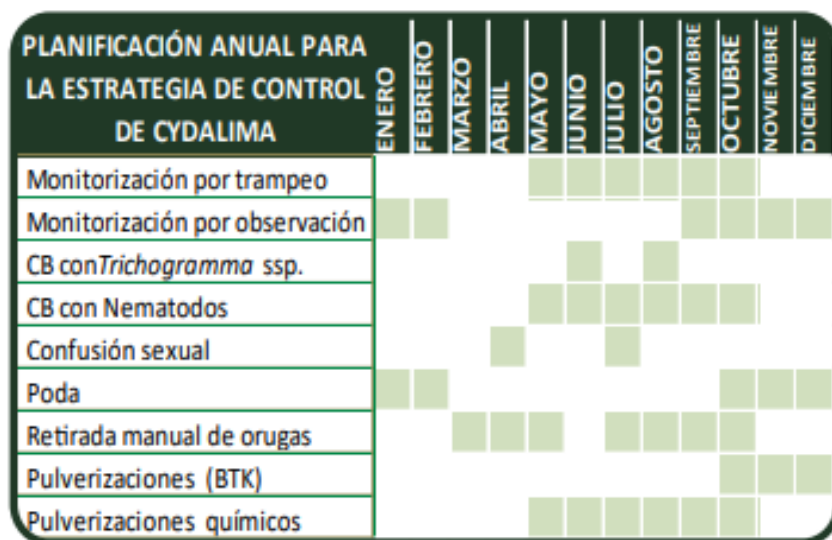 PLANIFICACIÓN ANUAL PARA
LA ESTRATEGIA DE CONTROL
DE CYDALIMA
ENERO
FEBRERO
MARZO
ABRIL
MAYO
JUNIO
JULIO
AGOSTO
SEPTIEMBRE
OCTUBRE
NOVIEMBRE
DICIEMBRE
Monitorización por trampeo
Monitorización por observación
CB conTrichogramma ssp.
CB con Nematodos
Confusión sexual
Poda
Retirada manual de orugas
Pulverizaciones (BTK)
Pulverizaciones químicos